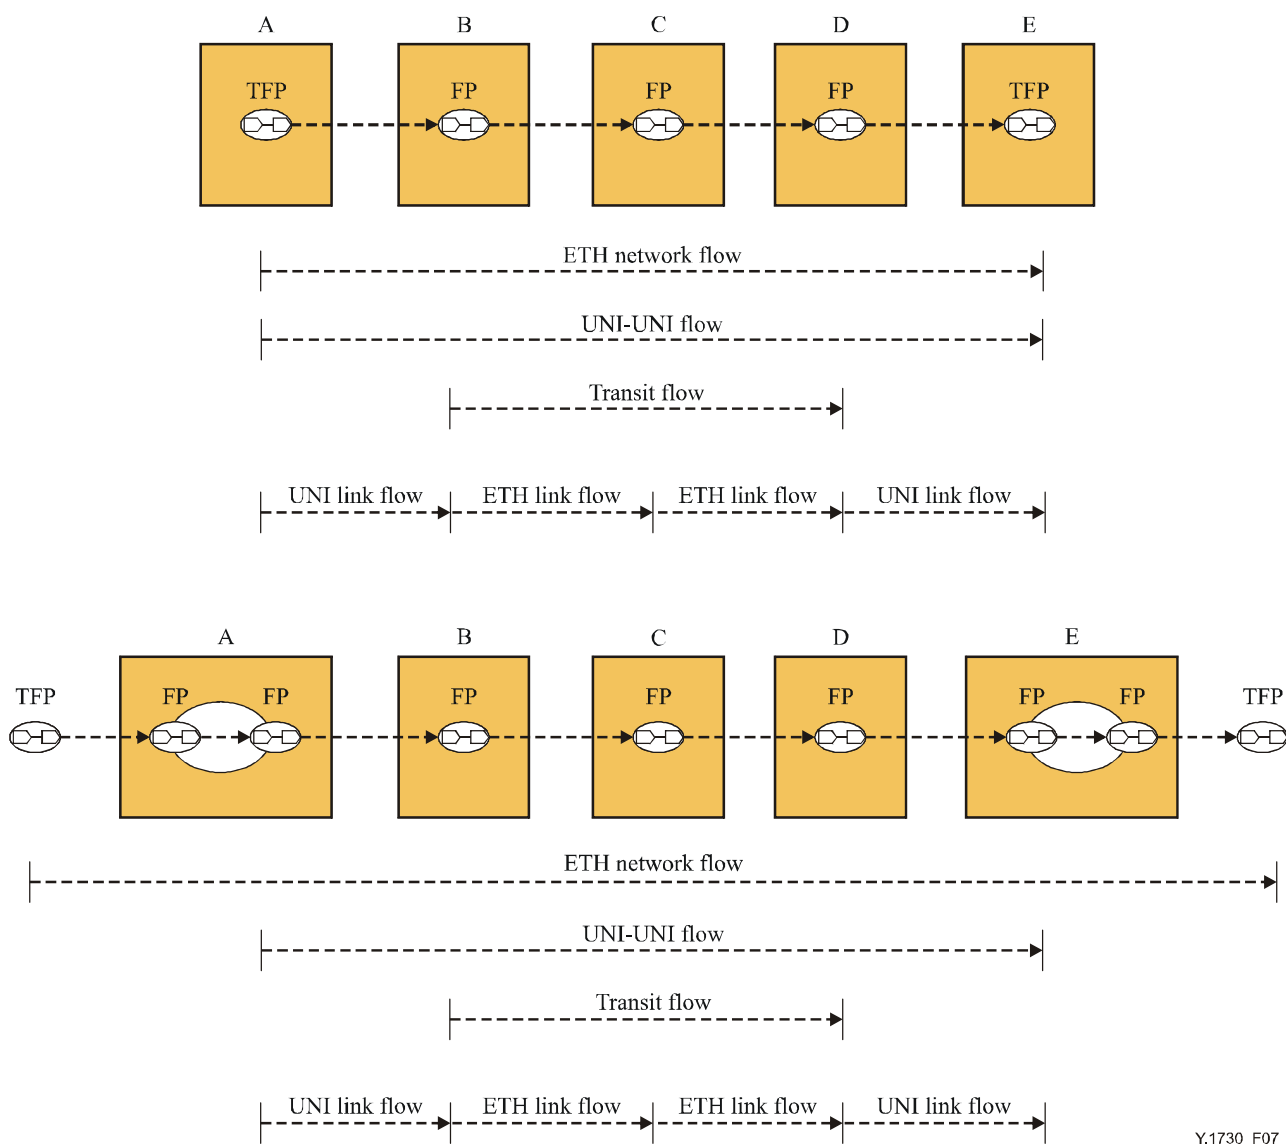 A B C D E
TFP FP FP FP TFP
ETH network flow
UNI-UNI flow
Transit flow
UNI link flow ETH link flow ETH link flow UNI link flow
A B C D E
TFP FP FP FP FP FP FP FP TFP
ETH network flow
UNI-UNI flow
Transit flow
UNI link flow ETH link flow ETH link flow UNI link flow
Y.1730_F07